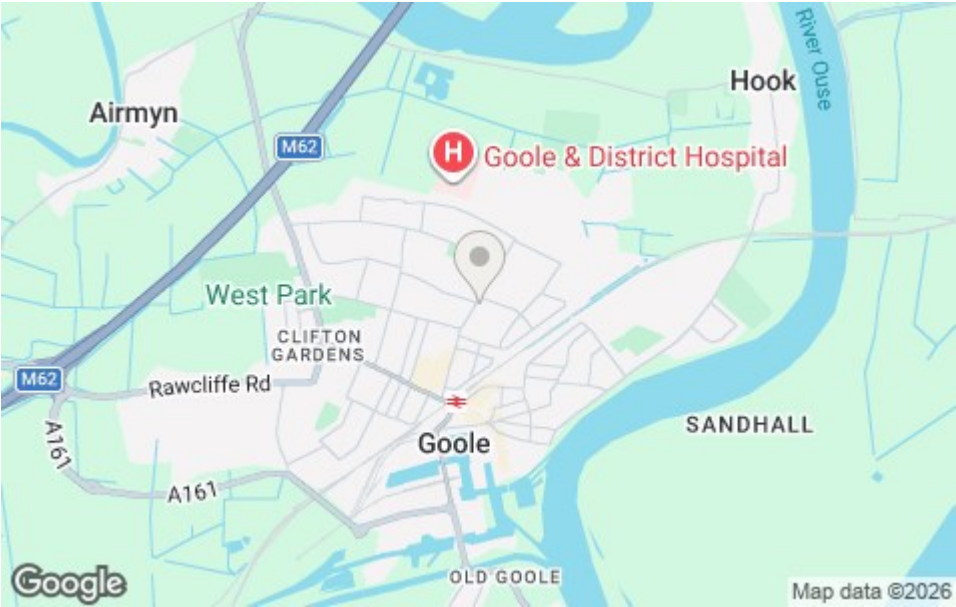 River Ouse
Hook
Airmyn
M62
H
Goole & District Hospital
West Park
CLIFTON
GARDENS
M62
Rawcliffe Rd
A161
SANDHALL
Goole
A161
OLD GOOLE
Google
Map data ©2026